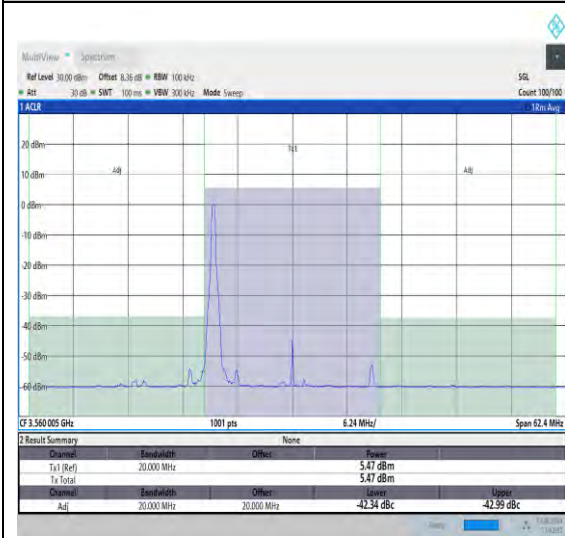 MultiView Spectrum
Ref Level 30.00 dBm Offset 8.36 dB RBW 100 kHz SGL
Att 30 dB SWT 100 ms VBW 300 kHz Mode Sweep Count 100/100
1 ACLR 1Rm Avg
Tx1
20 dBm
Adj Adj
10 dBm
0 dBm
-10 dBm
-20 dBm
-30 dBm
-40 dBm
-50 dBm
-60 dBm
CF 3.560005 GHz 1001 pts 6.24 MHz/ Span 62.4 MHz
2 Result Summary None
Channel Bandwidth Offset Power
Tx1 (Ref) 20.000 MHz 5.47 dBm
Tx Total 5.47 dBm
Channel Bandwidth Offset Lower Upper
Adj 20.000 MHz 20.000 MHz -42.34 dBc -42.99 dBc